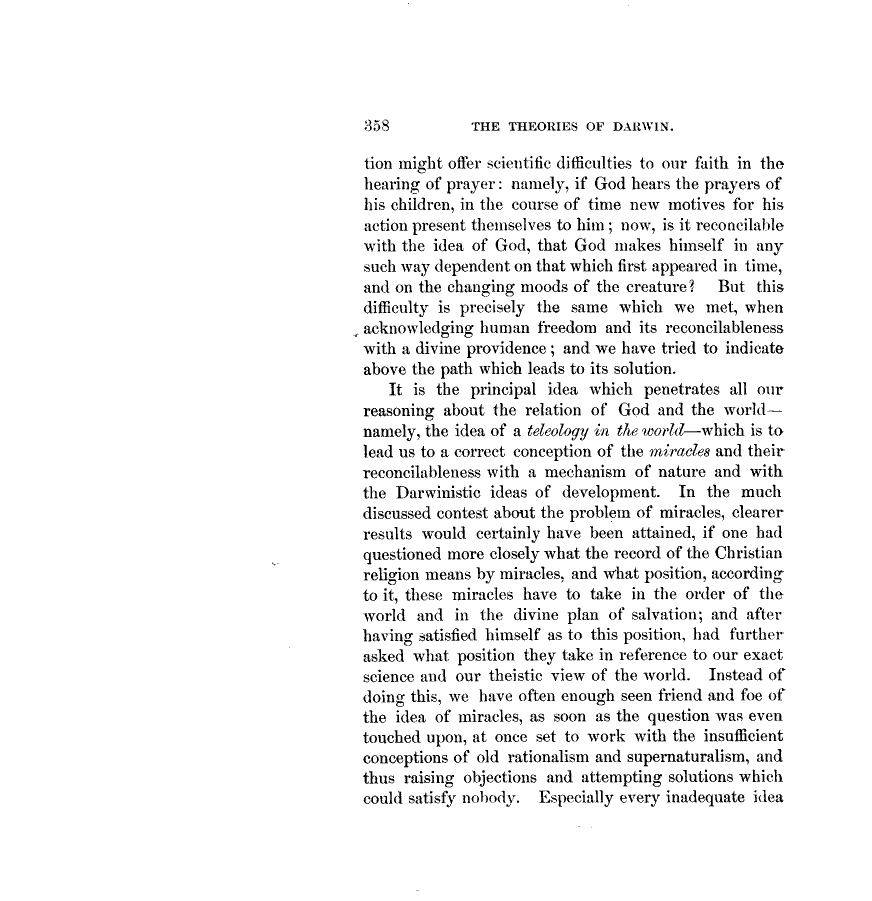 358 THE THEORIES OF DARWIN.
tion might offer scientific difficulties to our faith in the
hearing of prayer: namely, if God hears the prayers of
his children, in the course of time new motives for his
action present themselves to him; now, is it reconcilable
with the idea of God, that God makes himself in any
such way dependent on that which first appeared in time,
and on the changing moods of the creature? But this
difficulty is precisely the same which we met, when
acknowledging human freedom and its reconcilableness
with a divine providence; and we have tried to indicate
above the path which leads to its solution.
It is the principal idea which penetrates all our
reasoning about the relation of God and the world—
namely, the idea of a teleology in the world—which is to
lead us to a correct conception of the miracles and their
reconcilableness with a mechanism of nature and with
the Darwinistic ideas of development. In the much
discussed contest about the problem of miracles, clearer
results would certainly have been attained, if one had
questioned more closely what the record of the Christian
religion means by miracles, and what position, according
to it, these miracles have to take in the order of the
world and in the divine plan of salvation; and after
having satisfied himself as to this position, had further
asked what position they take in reference to our exact
science and our theistic view of the world. Instead of
doing this, we have often enough seen friend and foe of
the idea of miracles, as soon as the question was even
touched upon, at once set to work with the insufficient
conceptions of old rationalism and supernaturalism, and
thus raising objections and attempting solutions which
could satisfy nobody. Especially every inadequate idea